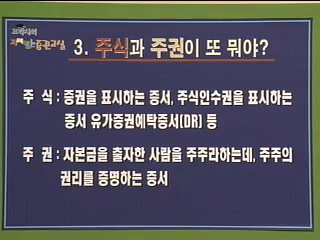 3. 주식과 주권이 또 뭐야?
주 식 : 증권을 표시하는 증서, 주식인수권을 표시하는
증서 유가증권예탁증서(DR) 등
주 권 : 자본금을 출자한 사람을 주주라하는데, 주주의
권리를 증명하는 증서